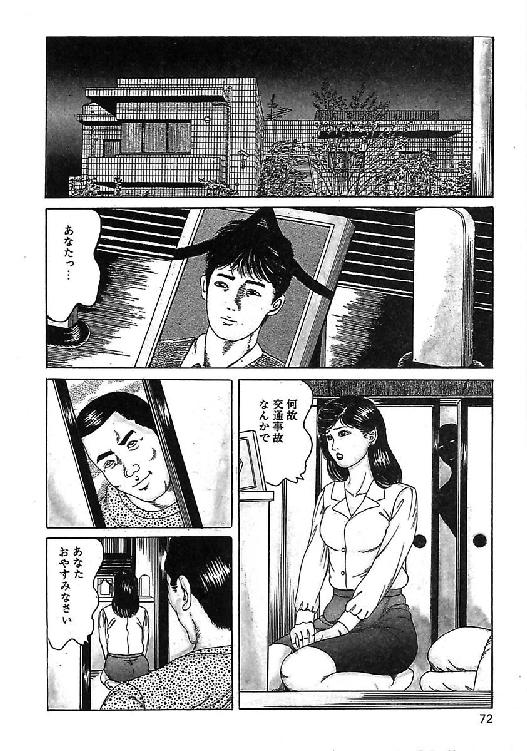 あなたっ…
何故
交通事故
なんかで
あなた
おやすみなさい
72